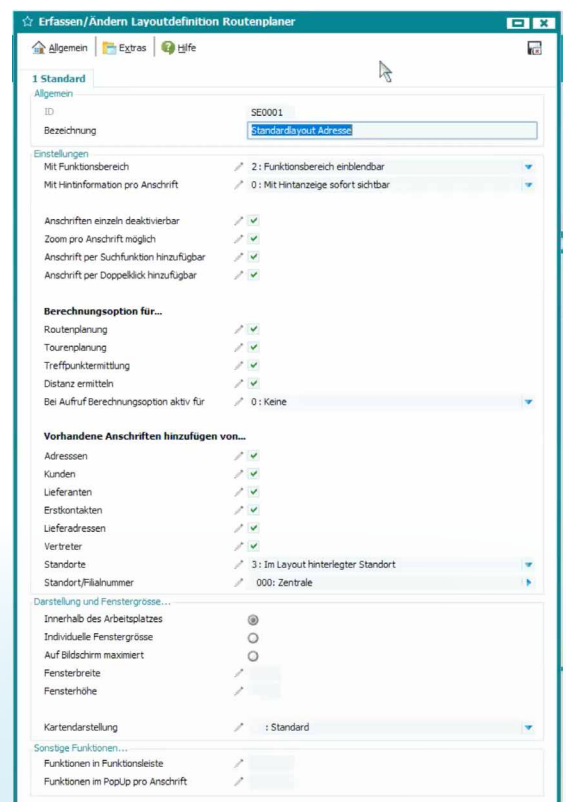 Erfassen/Ändern Layoutdefinition Routenplaner
Allgemein Extras Hilfe
1 Standard
Allgemein
ID SE0001
Bezeichnung Standardlayout Adresse
Einstellungen
Mit Funktionsbereich 2 : Funktionsbereich einblendbar
Mit Hintinformation pro Anschrift 0 : Mit Hintanzeige sofort sichtbar
Anschriften einzeln deaktivierbar
Zoom pro Anschrift möglich
Anschrift per Suchfunktion hinzufügbar
Anschrift per Doppelklick hinzufügbar
Berechnungsoption für...
Routenplanung
Tourenplanung
Treffpunktermittlung
Distanz ermitteln
Bei Aufruf Berechnungsoption aktiv für 0 : Keine
Vorhandene Anschriften hinzufügen von...
Adresssen
Kunden
Lieferanten
Erstkontakten
Lieferadressen
Vertreter
Standorte 3 : Im Layout hinterlegter Standort
Standort/Filialnummer 000: Zentrale
Darstellung und Fenstergrösse...
Innerhalb des Arbeitsplatzes
Individuelle Fenstergrösse
Auf Bildschirm maximiert
Fensterbreite
Fensterhöhe
Kartendarstellung : Standard
Sonstige Funktionen...
Funktionen in Funktionsleiste
Funktionen im PopUp pro Anschrift